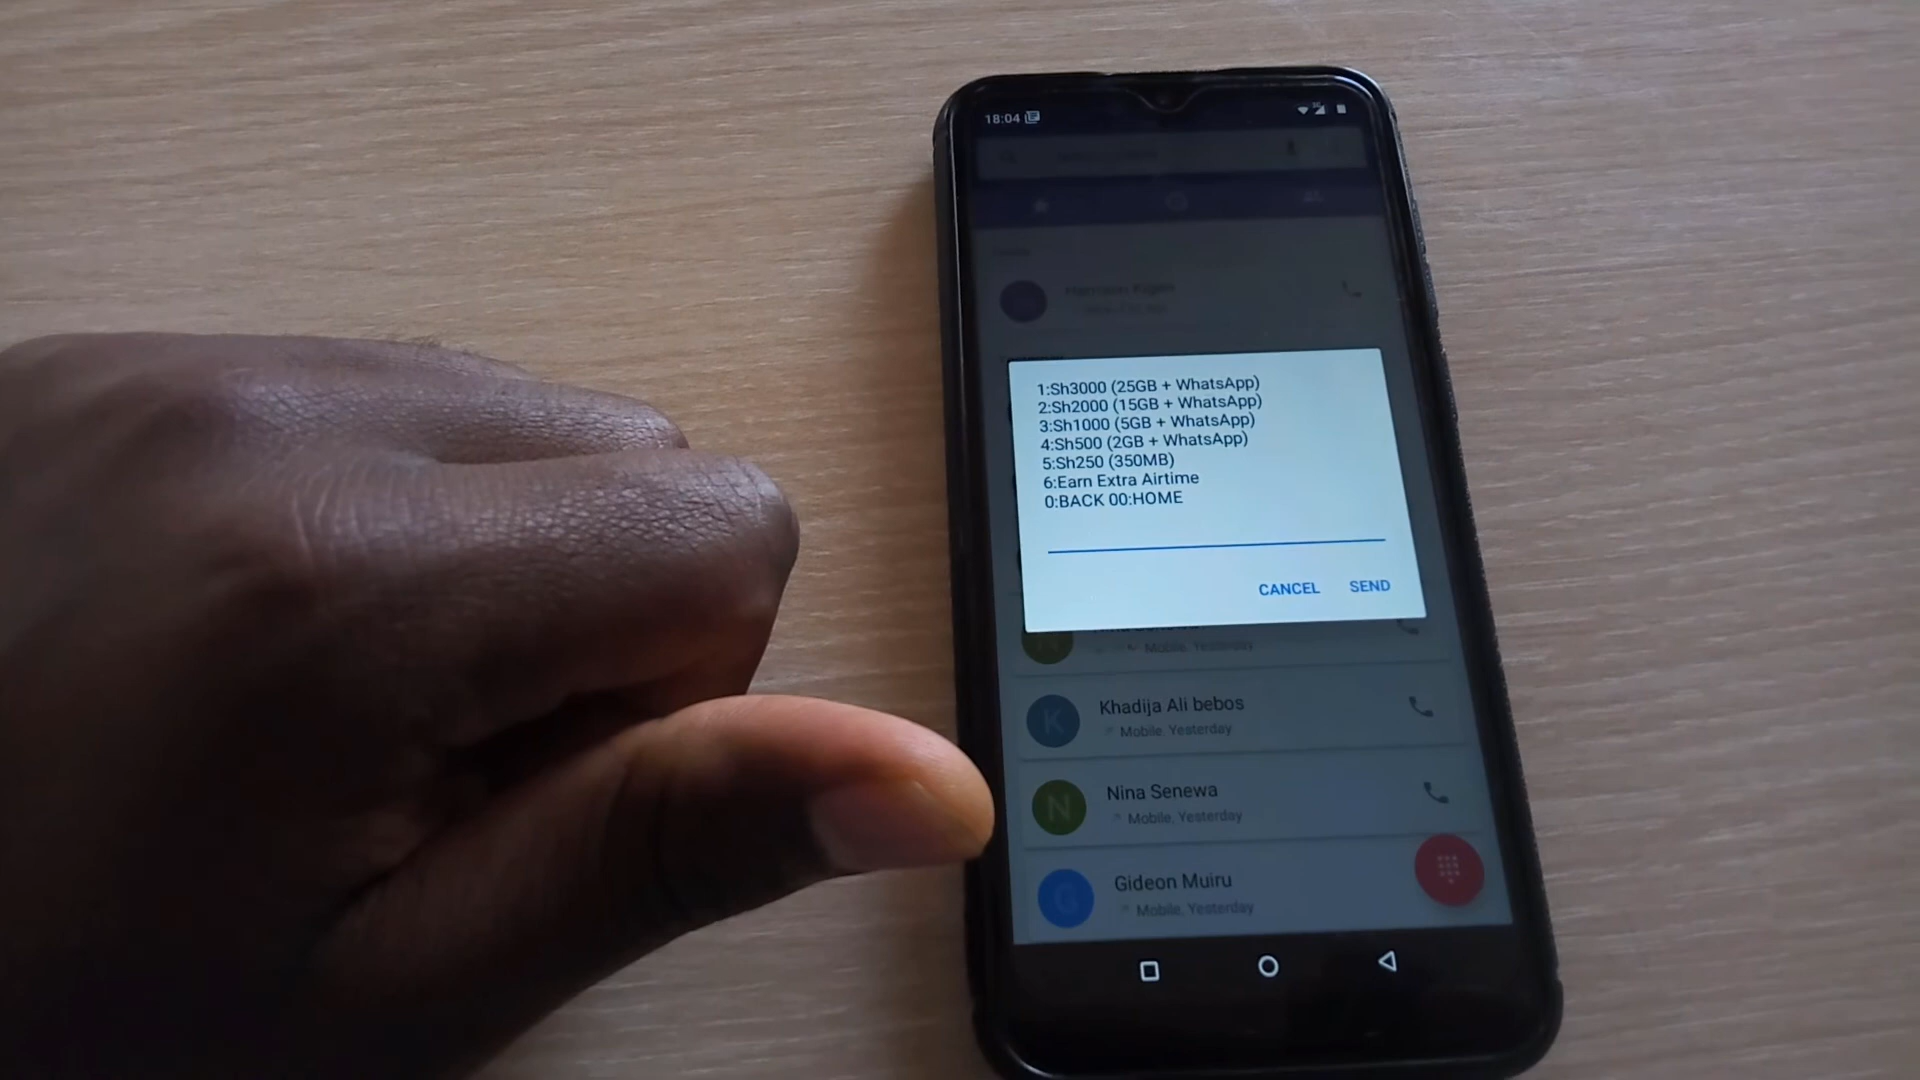 18:04
1:Sh3000 (25GB + WhatsApp)
2:Sh2000 (15GB + WhatsApp)
3:Sh1000 (5GB + WhatsApp)
4:Sh500 (2GB + WhatsApp)
5:Sh250 (350MB)
6:Earn Extra Airtime
0:BACK 00:HOME
CANCEL SEND
Mobile, Yesterday
K
Khadija Ali bebos
Mobile, Yesterday
N
Nina Senewa
Mobile, Yesterday
G
Gideon Muiru
Mobile, Yesterday